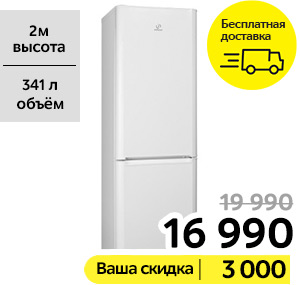 2м
высота
341 л
объём
Бесплатная
доставка
19 990
16 990
Ваша скидка | 3 000